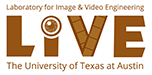 Laboratory for Image & Video Engineering
LIVE
The University of Texas at Austin